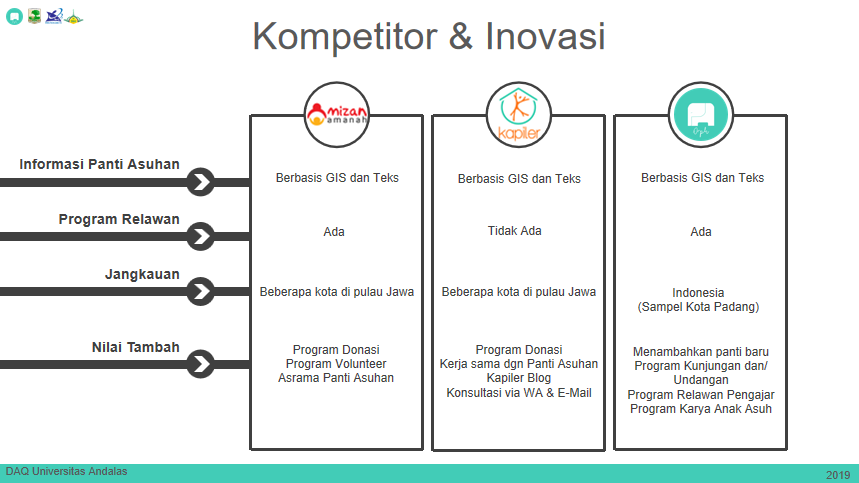 Kompetitor & Inovasi
mizan
amanah
kapiler
Informasi Panti Asuhan
Berbasis GIS dan Teks
Berbasis GIS dan Teks
Berbasis GIS dan Teks
Program Relawan
Ada
Tidak Ada
Ada
Jangkauan
Beberapa kota di pulau Jawa
Beberapa kota di pulau Jawa
Indonesia
(Sampel Kota Padang)
Nilai Tambah
Program Donasi
Program Volunteer
Asrama Panti Asuhan
Program Donasi
Kerja sama dgn Panti Asuhan
Kapiler Blog
Konsultasi via WA & E-Mail
Menambahkan panti baru
Program Kunjungan dan/
Undangan
Program Relawan Pengajar
Program Karya Anak Asuh
DAQ Universitas Andalas
2019